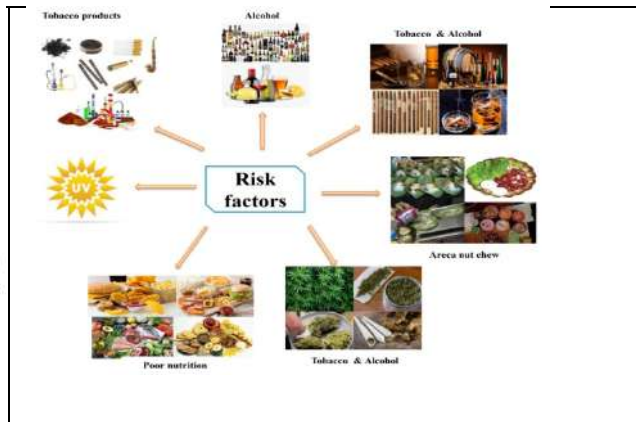 Tobacco products
Alcohol
Tobacco & Alcohol
UV
Risk
factors
Areca nut chew
Poor nutrition
Tobacco & Alcohol